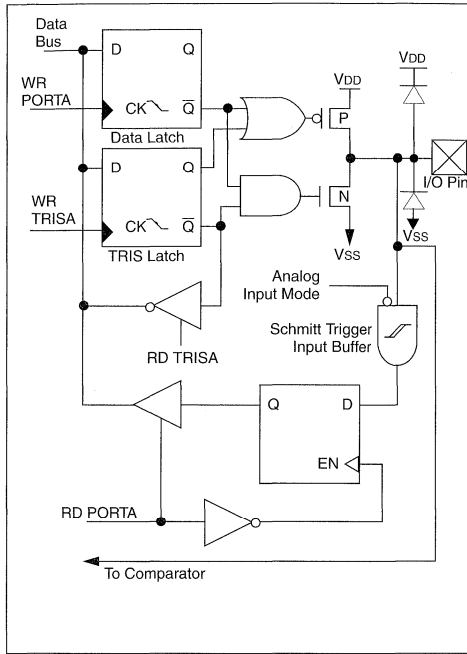 Data
Bus
D Q
VDD
VDD
WR
PORTA
CK Q
P
Data Latch
D Q
I/O Pin
WR
TRISA
CK Q
N
VSS
VSS
TRIS Latch
Analog
Input Mode
Schmitt Trigger
Input Buffer
RD TRISA
Q D
EN
RD PORTA
To Comparator